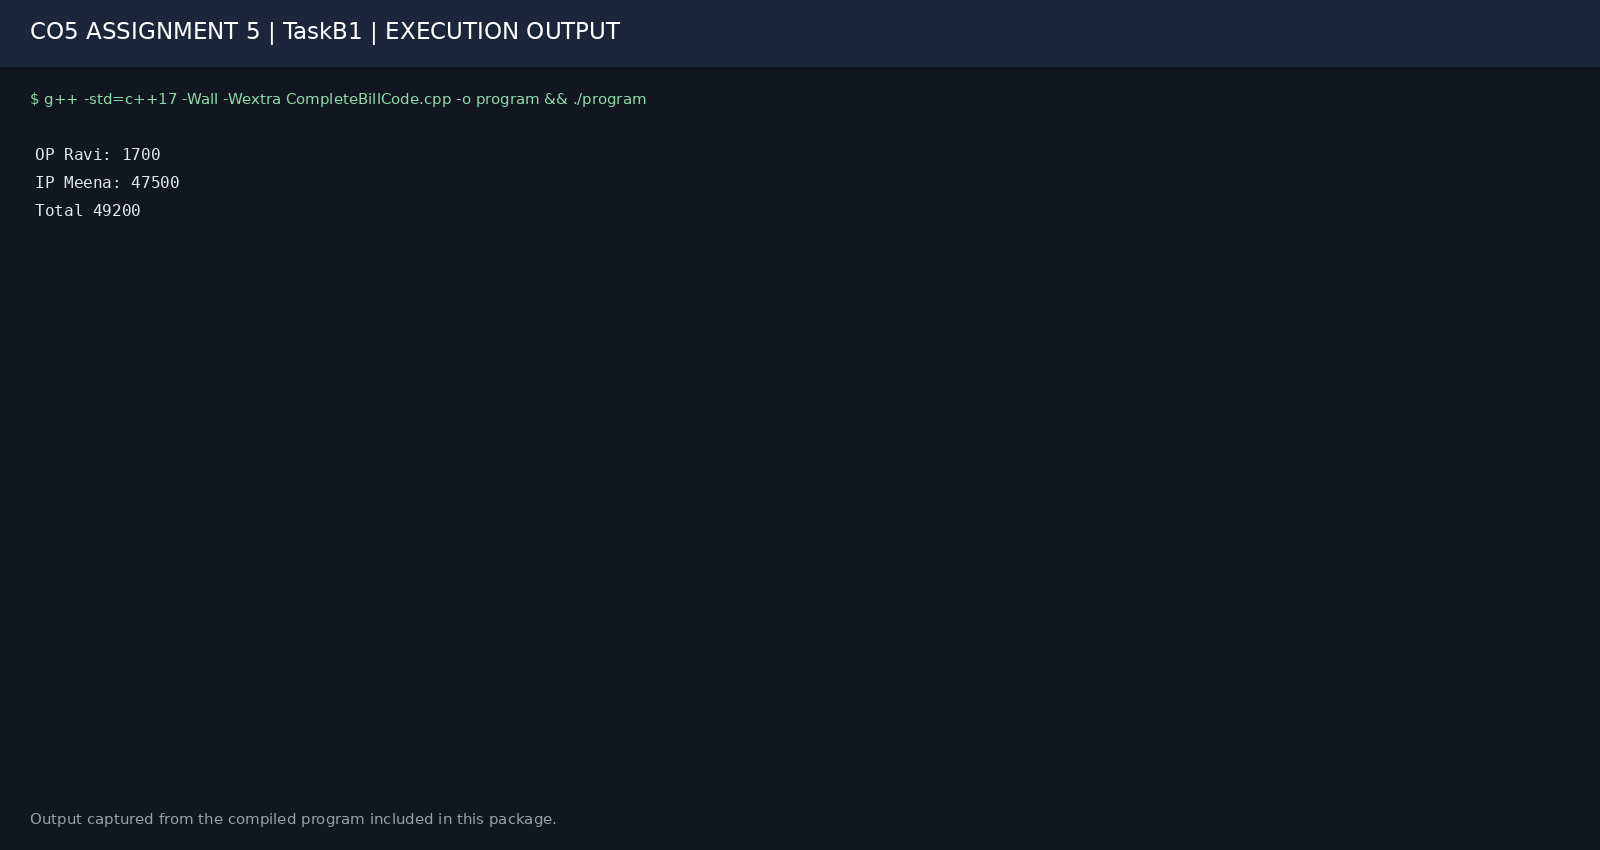 CO5 ASSIGNMENT 5 | TaskB1 | EXECUTION OUTPUT
$ g++ -std=c++17 -Wall -Wextra CompleteBillCode.cpp -o program && ./program
OP Ravi: 1700
IP Meena: 47500
Total 49200
Output captured from the compiled program included in this package.